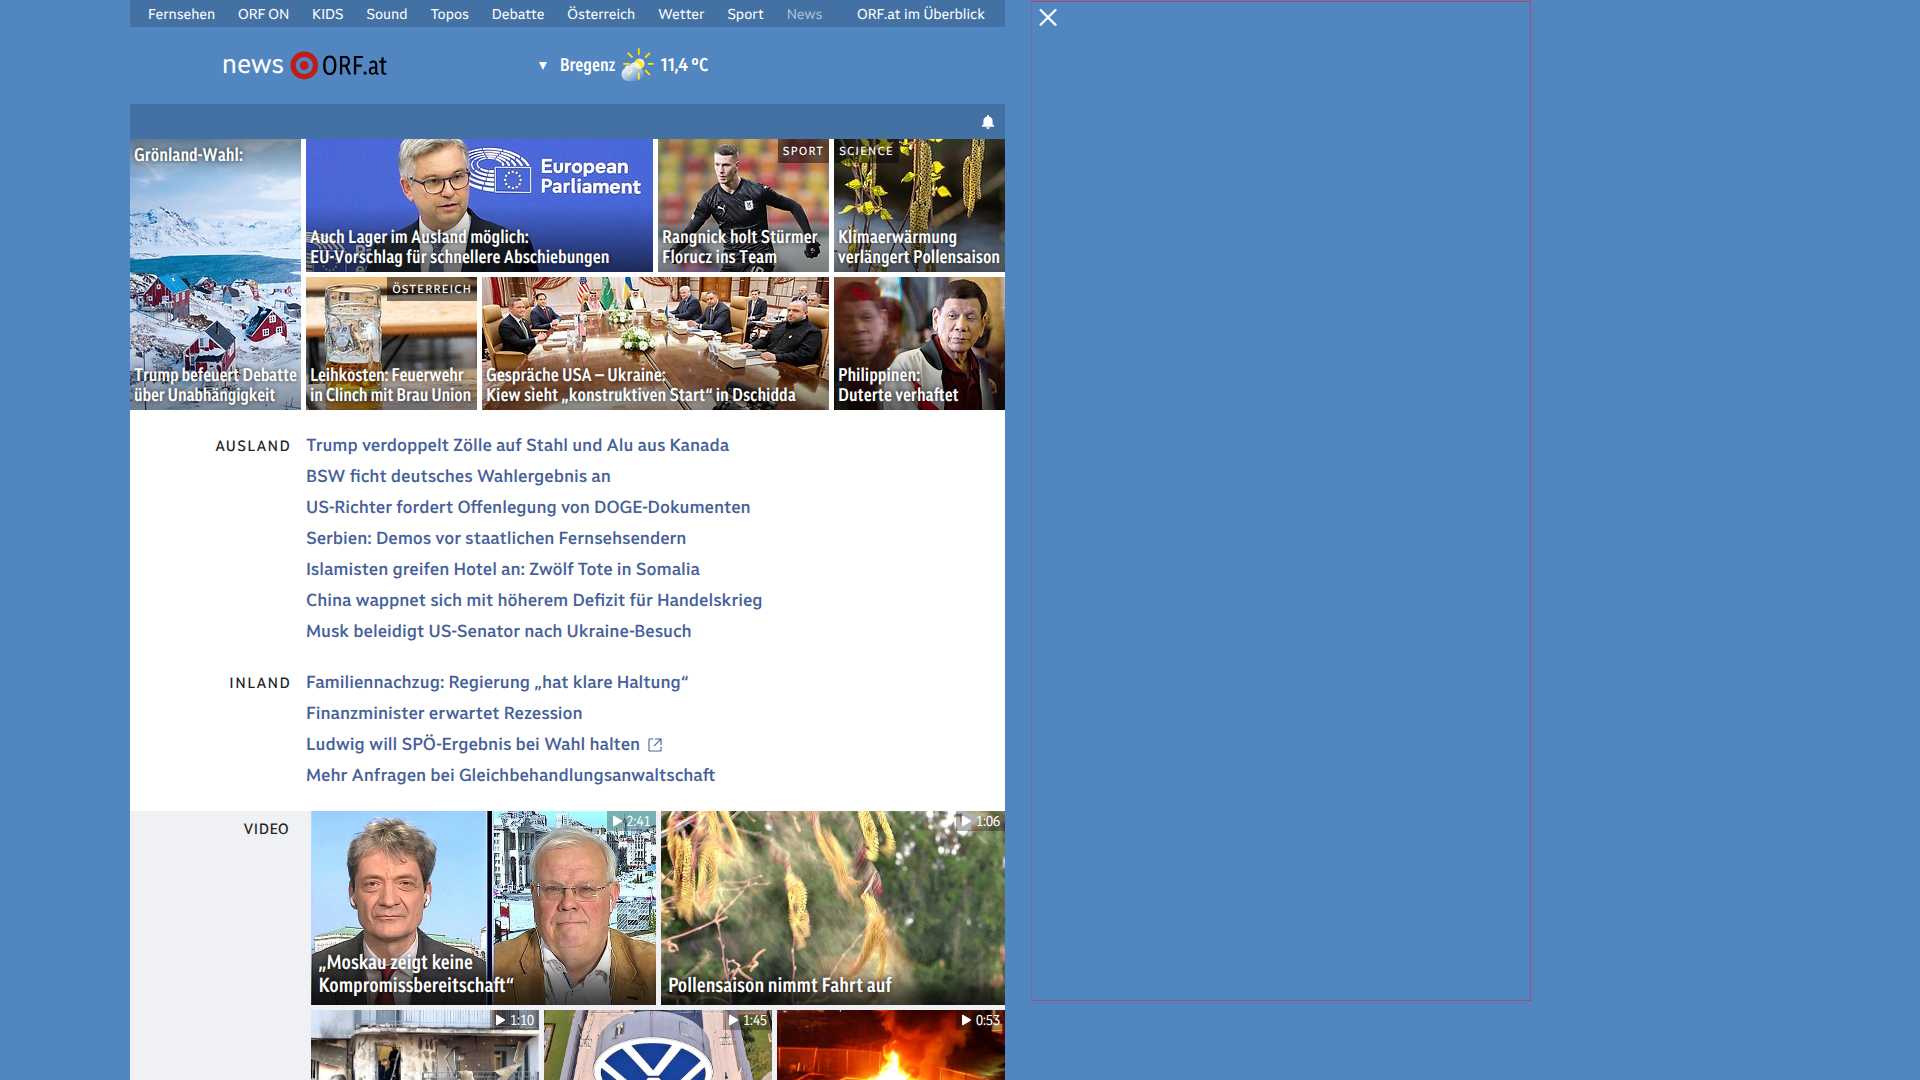 Fernsehen ORF ON KIDS Sound Topos Debatte Österreich Wetter Sport News ORF.at im Überblick
news ORF.at
Bregenz 11,4 °C
Grönland-Wahl:
Trump befeuert Debatte
über Unabhängigkeit
European
Parliament
Auch Lager im Ausland möglich:
EU-Vorschlag für schnellere Abschiebungen
SPORT
Rangnick holt Stürmer
Florucz ins Team
SCIENCE
Klimaerwärmung
verlängert Pollensaison
ÖSTERREICH
Leihkosten: Feuerwehr
in Clinch mit Brau Union
Gespräche USA – Ukraine:
Kiew sieht „konstruktiven Start“ in Dschidda
Philippinen:
Duterte verhaftet
AUSLAND
Trump verdoppelt Zölle auf Stahl und Alu aus Kanada
BSW ficht deutsches Wahlergebnis an
US-Richter fordert Offenlegung von DOGE-Dokumenten
Serbien: Demos vor staatlichen Fernsehsendern
Islamisten greifen Hotel an: Zwölf Tote in Somalia
China wappnet sich mit höherem Defizit für Handelskrieg
Musk beleidigt US-Senator nach Ukraine-Besuch
INLAND
Familiennachzug: Regierung „hat klare Haltung“
Finanzminister erwartet Rezession
Ludwig will SPÖ-Ergebnis bei Wahl halten
Mehr Anfragen bei Gleichbehandlungsanwaltschaft
VIDEO
2:41
„Moskau zeigt keine
Kompromissbereitschaft“
1:06
Pollensaison nimmt Fahrt auf
1:10
1:45
0:53